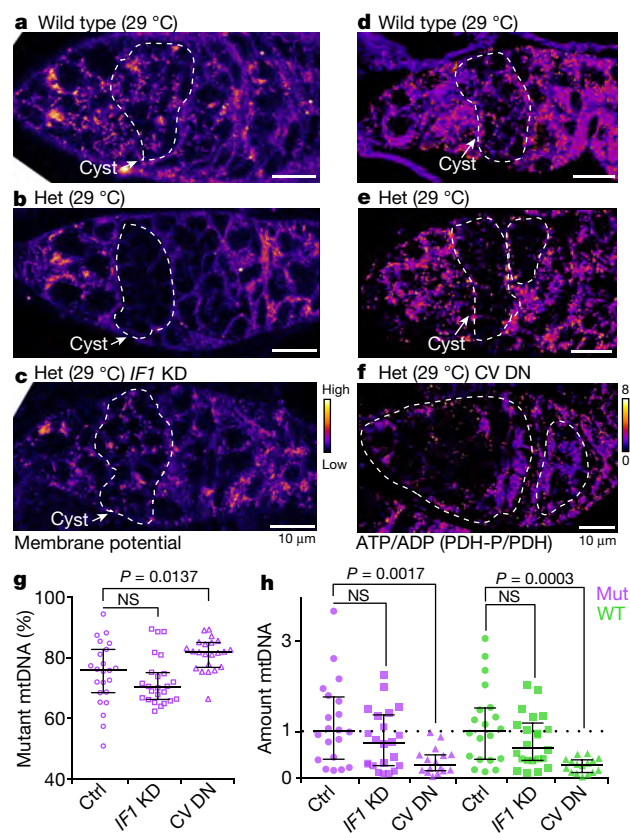 a Wild type (29 °C)
Cyst
b Het (29 °C)
Cyst
c Het (29 °C) IF1 KD
High
Low
Cyst
10 μm
Membrane potential
d Wild type (29 °C)
Cyst
e Het (29 °C)
Cyst
f Het (29 °C) CV DN
8
0
10 μm
ATP/ADP (PDH-P/PDH)
g
P = 0.0137
NS
Mutant mtDNA (%)
100
80
60
40
Ctrl
IF1 KD
CV DN
h
P = 0.0017
NS
P = 0.0003
NS
Mut
WT
Amount mtDNA
3
1
0
Ctrl
IF1 KD
CV DN
Ctrl
IF1 KD
CV DN